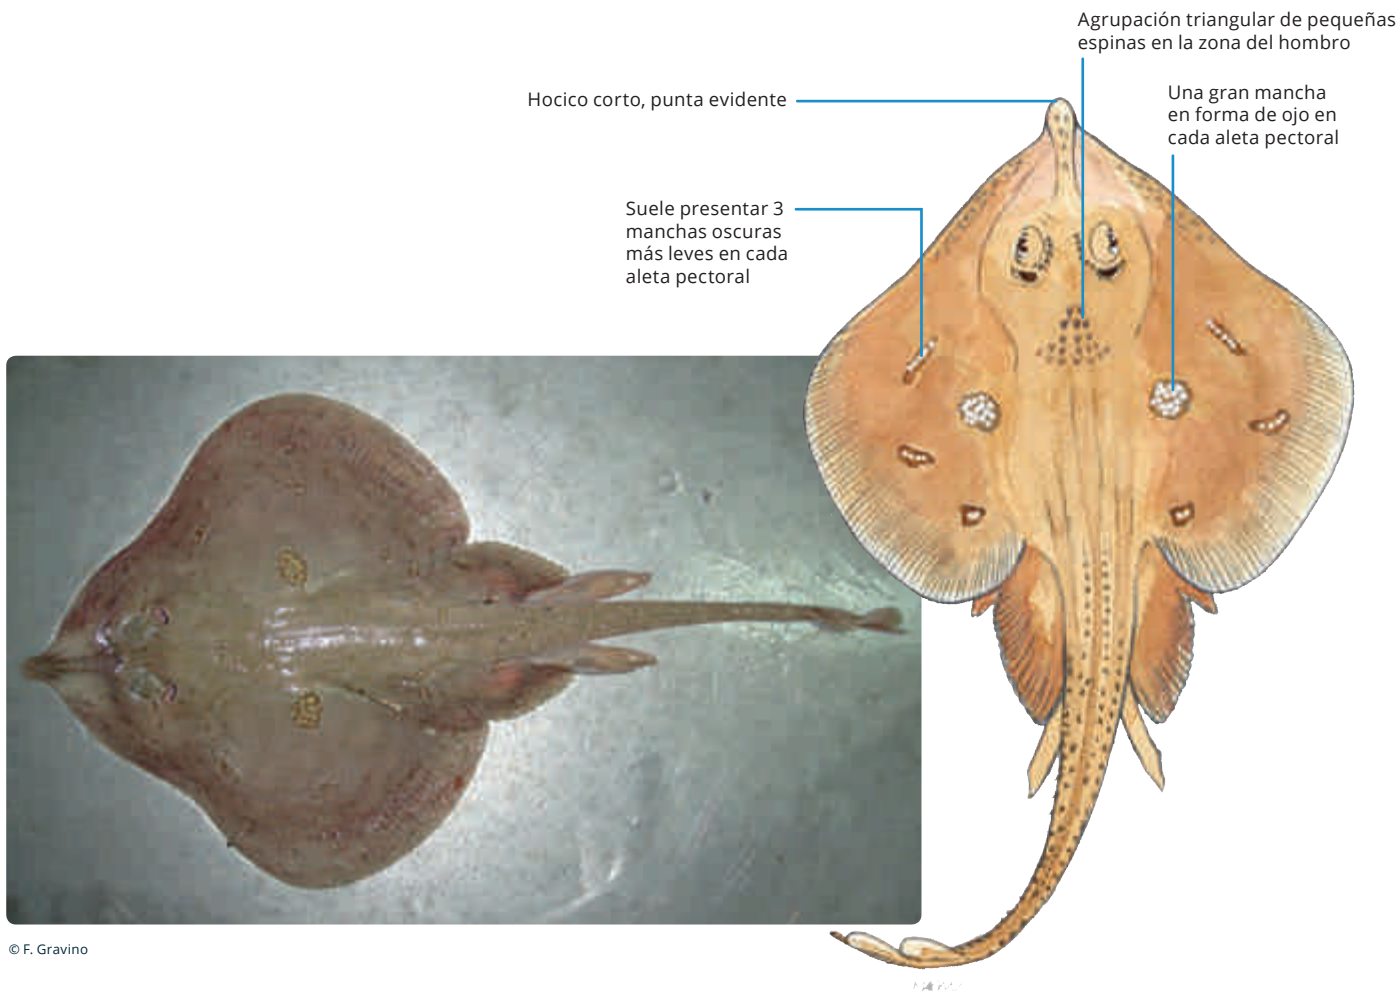 Agrupación triangular de pequeñas
espinas en la zona del hombro
Hocico corto, punta evidente
Una gran mancha
en forma de ojo en
cada aleta pectoral
Suele presentar 3
manchas oscuras
más leves en cada
aleta pectoral
© F. Gravino